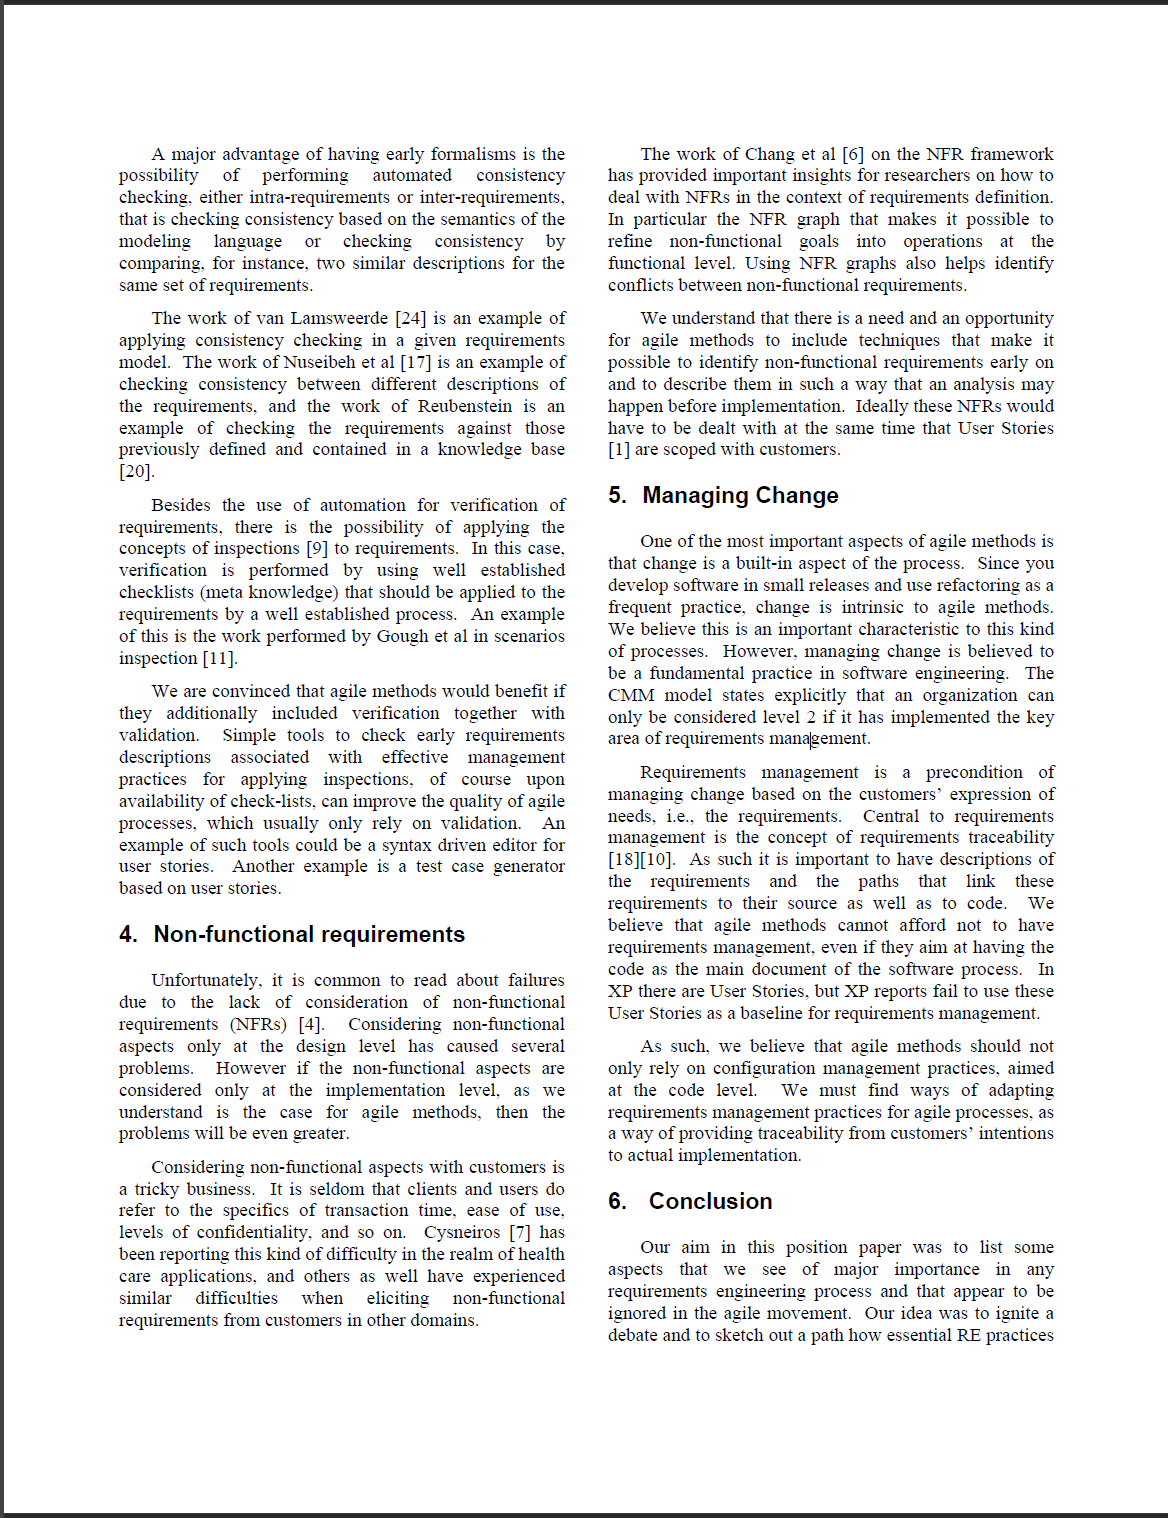 A major advantage of having early formalisms is the
possibility of performing automated consistency
checking, either intra-requirements or inter-requirements,
that is checking consistency based on the semantics of the
modeling language or checking consistency by
comparing, for instance, two similar descriptions for the
same set of requirements.
The work of van Lamsweerde [24] is an example of
applying consistency checking in a given requirements
model. The work of Nuseibeh et al [17] is an example of
checking consistency between different descriptions of
the requirements, and the work of Reubenstein is an
example of checking the requirements against those
previously defined and contained in a knowledge base
[20].
Besides the use of automation for verification of
requirements, there is the possibility of applying the
concepts of inspections [9] to requirements. In this case,
verification is performed by using well established
checklists (meta knowledge) that should be applied to the
requirements by a well established process. An example
of this is the work performed by Gough et al in scenarios
inspection [11].
We are convinced that agile methods would benefit if
they additionally included verification together with
validation. Simple tools to check early requirements
descriptions associated with effective management
practices for applying inspections, of course upon
availability of check-lists, can improve the quality of agile
processes, which usually only rely on validation. An
example of such tools could be a syntax driven editor for
user stories. Another example is a test case generator
based on user stories.
4. Non-functional requirements
Unfortunately, it is common to read about failures
due to the lack of consideration of non-functional
requirements (NFRs) [4]. Considering non-functional
aspects only at the design level has caused several
problems. However if the non-functional aspects are
considered only at the implementation level, as we
understand is the case for agile methods, then the
problems will be even greater.
Considering non-functional aspects with customers is
a tricky business. It is seldom that clients and users do
refer to the specifics of transaction time, ease of use,
levels of confidentiality, and so on. Cysneiros [7] has
been reporting this kind of difficulty in the realm of health
care applications, and others as well have experienced
similar difficulties when eliciting non-functional
requirements from customers in other domains.
The work of Chang et al [6] on the NFR framework
has provided important insights for researchers on how to
deal with NFRs in the context of requirements definition.
In particular the NFR graph that makes it possible to
refine non-functional goals into operations at the
functional level. Using NFR graphs also helps identify
conflicts between non-functional requirements.
We understand that there is a need and an opportunity
for agile methods to include techniques that make it
possible to identify non-functional requirements early on
and to describe them in such a way that an analysis may
happen before implementation. Ideally these NFRs would
have to be dealt with at the same time that User Stories
[1] are scoped with customers.
5. Managing Change
One of the most important aspects of agile methods is
that change is a built-in aspect of the process. Since you
develop software in small releases and use refactoring as a
frequent practice, change is intrinsic to agile methods.
We believe this is an important characteristic to this kind
of processes. However, managing change is believed to
be a fundamental practice in software engineering. The
CMM model states explicitly that an organization can
only be considered level 2 if it has implemented the key
area of requirements management.
Requirements management is a precondition of
managing change based on the customers’ expression of
needs, i.e., the requirements. Central to requirements
management is the concept of requirements traceability
[18][10]. As such it is important to have descriptions of
the requirements and the paths that link these
requirements to their source as well as to code. We
believe that agile methods cannot afford not to have
requirements management, even if they aim at having the
code as the main document of the software process. In
XP there are User Stories, but XP reports fail to use these
User Stories as a baseline for requirements management.
As such, we believe that agile methods should not
only rely on configuration management practices, aimed
at the code level. We must find ways of adapting
requirements management practices for agile processes, as
a way of providing traceability from customers’ intentions
to actual implementation.
6. Conclusion
Our aim in this position paper was to list some
aspects that we see of major importance in any
requirements engineering process and that appear to be
ignored in the agile movement. Our idea was to ignite a
debate and to sketch out a path how essential RE practices